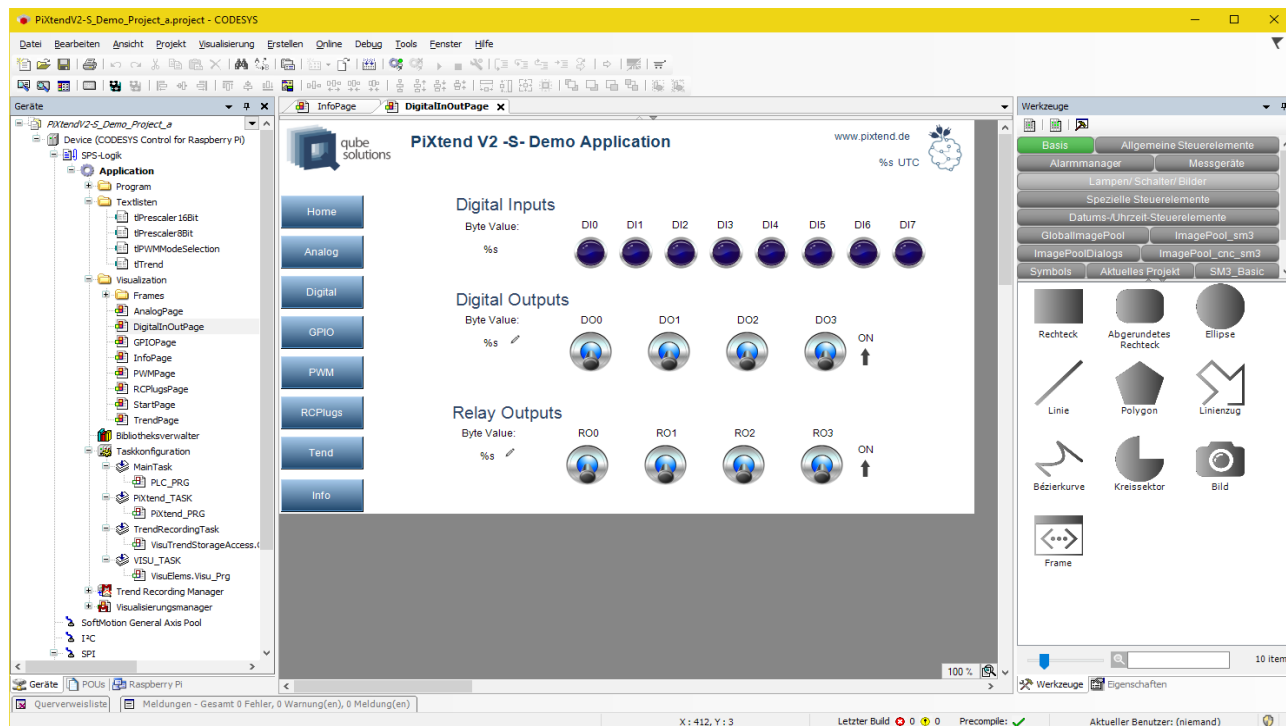 PiXtendV2-S_Demo_Project_a.project - CODESYS
Datei Bearbeiten Ansicht Projekt Visualisierung Erstellen Online Debug Tools Fenster Hilfe
Geräte
PiXtendV2-S_Demo_Project_a
Device (CODESYS Control for Raspberry Pi)
SPS-Logik
Application
Program
Textlisten
tlPrescaler16Bit
tlPrescaler8Bit
tlPWMModeSelection
tlTrend
Visualization
Frames
AnalogPage
DigitalInOutPage
GPIOPage
InfoPage
PWMPage
RCPlugsPage
StartPage
TrendPage
Bibliotheksverwalter
Taskkonfiguration
MainTask
PLC_PRG
PiXtend_TASK
PiXtend_PRG
TrendRecordingTask
VisuTrendStorageAccess.
VISU_TASK
VisuElems.Visu_Prg
Trend Recording Manager
Visualisierungsmanager
SoftMotion General Axis Pool
I²C
SPI
Geräte POUs Raspberry Pi
InfoPage DigitalInOutPage
qube solutions
PiXtend V2 -S- Demo Application
www.pixtend.de
%s UTC
Home
Analog
Digital
GPIO
PWM
RCPlugs
Tend
Info
Digital Inputs
Byte Value: DI0 DI1 DI2 DI3 DI4 DI5 DI6 DI7
%s
Digital Outputs
Byte Value: DO0 DO1 DO2 DO3
%s ON
Relay Outputs
Byte Value: RO0 RO1 RO2 RO3
%s ON
100 %
Werkzeuge
Basis Allgemeine Steuerelemente
Alarmmanager Messgeräte
Lampen/ Schalter/ Bilder
Spezielle Steuerelemente
Datums-/Uhrzeit-Steuerelemente
GlobalImagePool ImagePool_sm3
ImagePoolDialogs ImagePool_cnc_sm3
Symbols Aktuelles Projekt SM3_Basic
Rechteck Abgerundetes Rechteck Ellipse
Linie Polygon Linienzug
Bézierkurve Kreissektor Bild
Frame
10 item
Werkzeuge Eigenschaften
Querverweisliste Meldungen - Gesamt 0 Fehler, 0 Warnung(en), 0 Meldung(en)
X : 412, Y : 3 Letzter Build 0 0 Precompile: Aktueller Benutzer: (niemand)